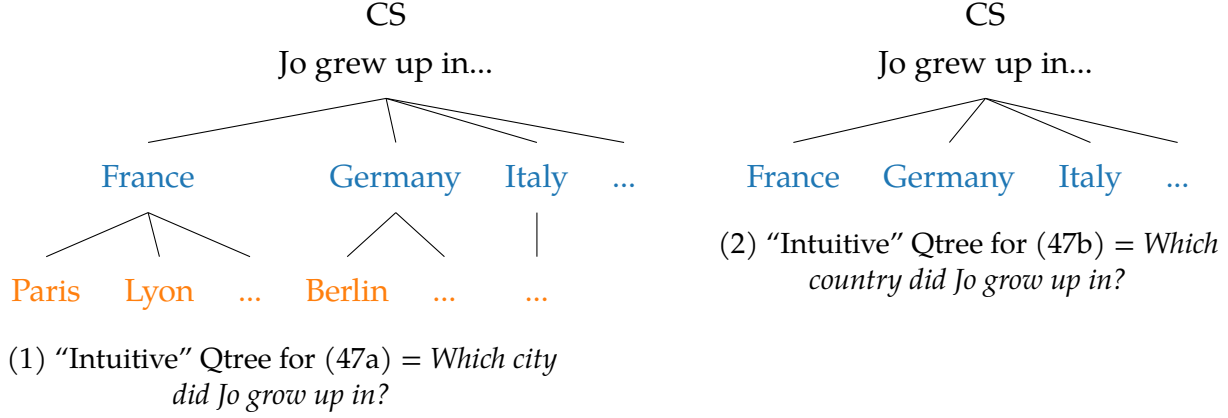 CS
Jo grew up in...
France Germany Italy ...
Paris Lyon ... Berlin ... ...
(1) “Intuitive” Qtree for (47a) = Which city
did Jo grow up in?
CS
Jo grew up in...
France Germany Italy ...
(2) “Intuitive” Qtree for (47b) = Which
country did Jo grow up in?